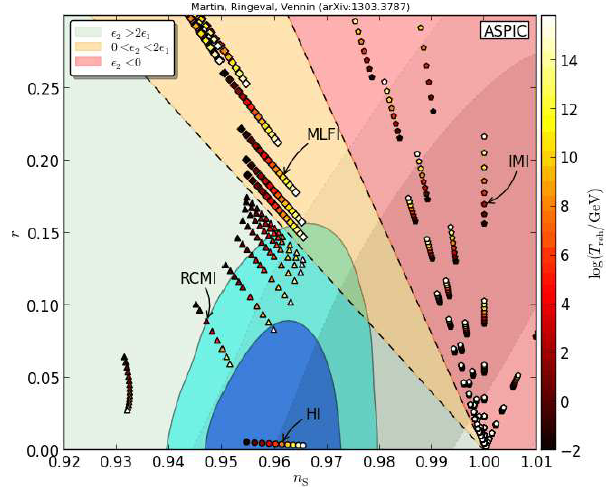 Martin, Ringeval, Vennin (arXiv:1303.3787)
ϵ₂ > 2ϵ₁
0 < ϵ₂ < 2ϵ₁
ϵ₂ < 0
ASPIC
MLFI
IMI
RCMI
HI
r
0.25
0.20
0.15
0.10
0.05
0.00
0.92 0.93 0.94 0.95 0.96 0.97 0.98 0.99 1.00 1.01
n_S
14
12
10
8
6
4
2
0
−2
log(T_reh/GeV)